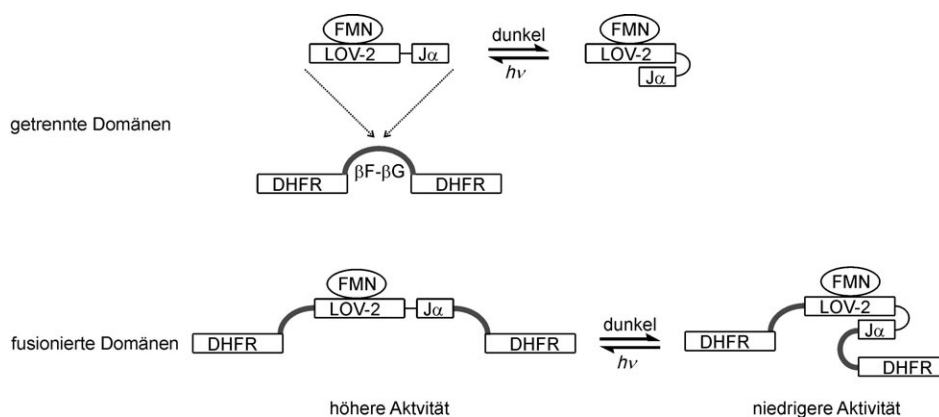 FMN
LOV-2
Jα
dunkel
hν
FMN
LOV-2
Jα
getrennte Domänen
βF-βG
DHFR
DHFR
FMN
LOV-2
Jα
fusionierte Domänen
DHFR
DHFR
dunkel
hν
FMN
LOV-2
Jα
DHFR
DHFR
höhere Aktvität
niedrigere Aktivität